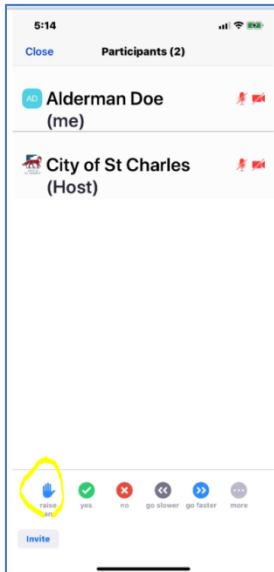 5:14
Close Participants (2)
AD Alderman Doe
(me)
City of St Charles
(Host)
raise yes no go slower go faster more
Invite